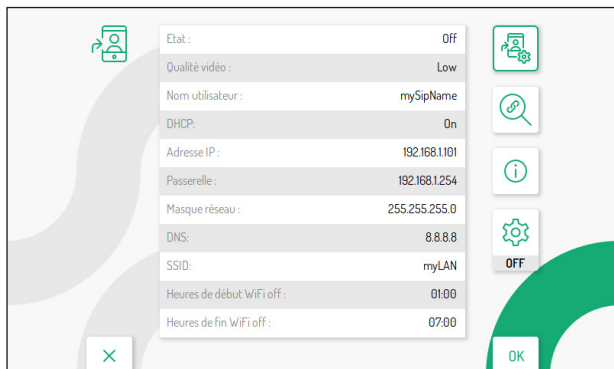 Etat : Off
Qualité vidéo : Low
Nom utilisateur : mySipName
DHCP: On
Adresse IP : 192.168.1.101
Passerelle : 192.168.1.254
Masque réseau : 255.255.255.0
DNS: 8.8.8.8
SSID: myLAN
Heures de début WiFi off : 01:00
Heures de fin WiFi off : 07:00
OFF
OK